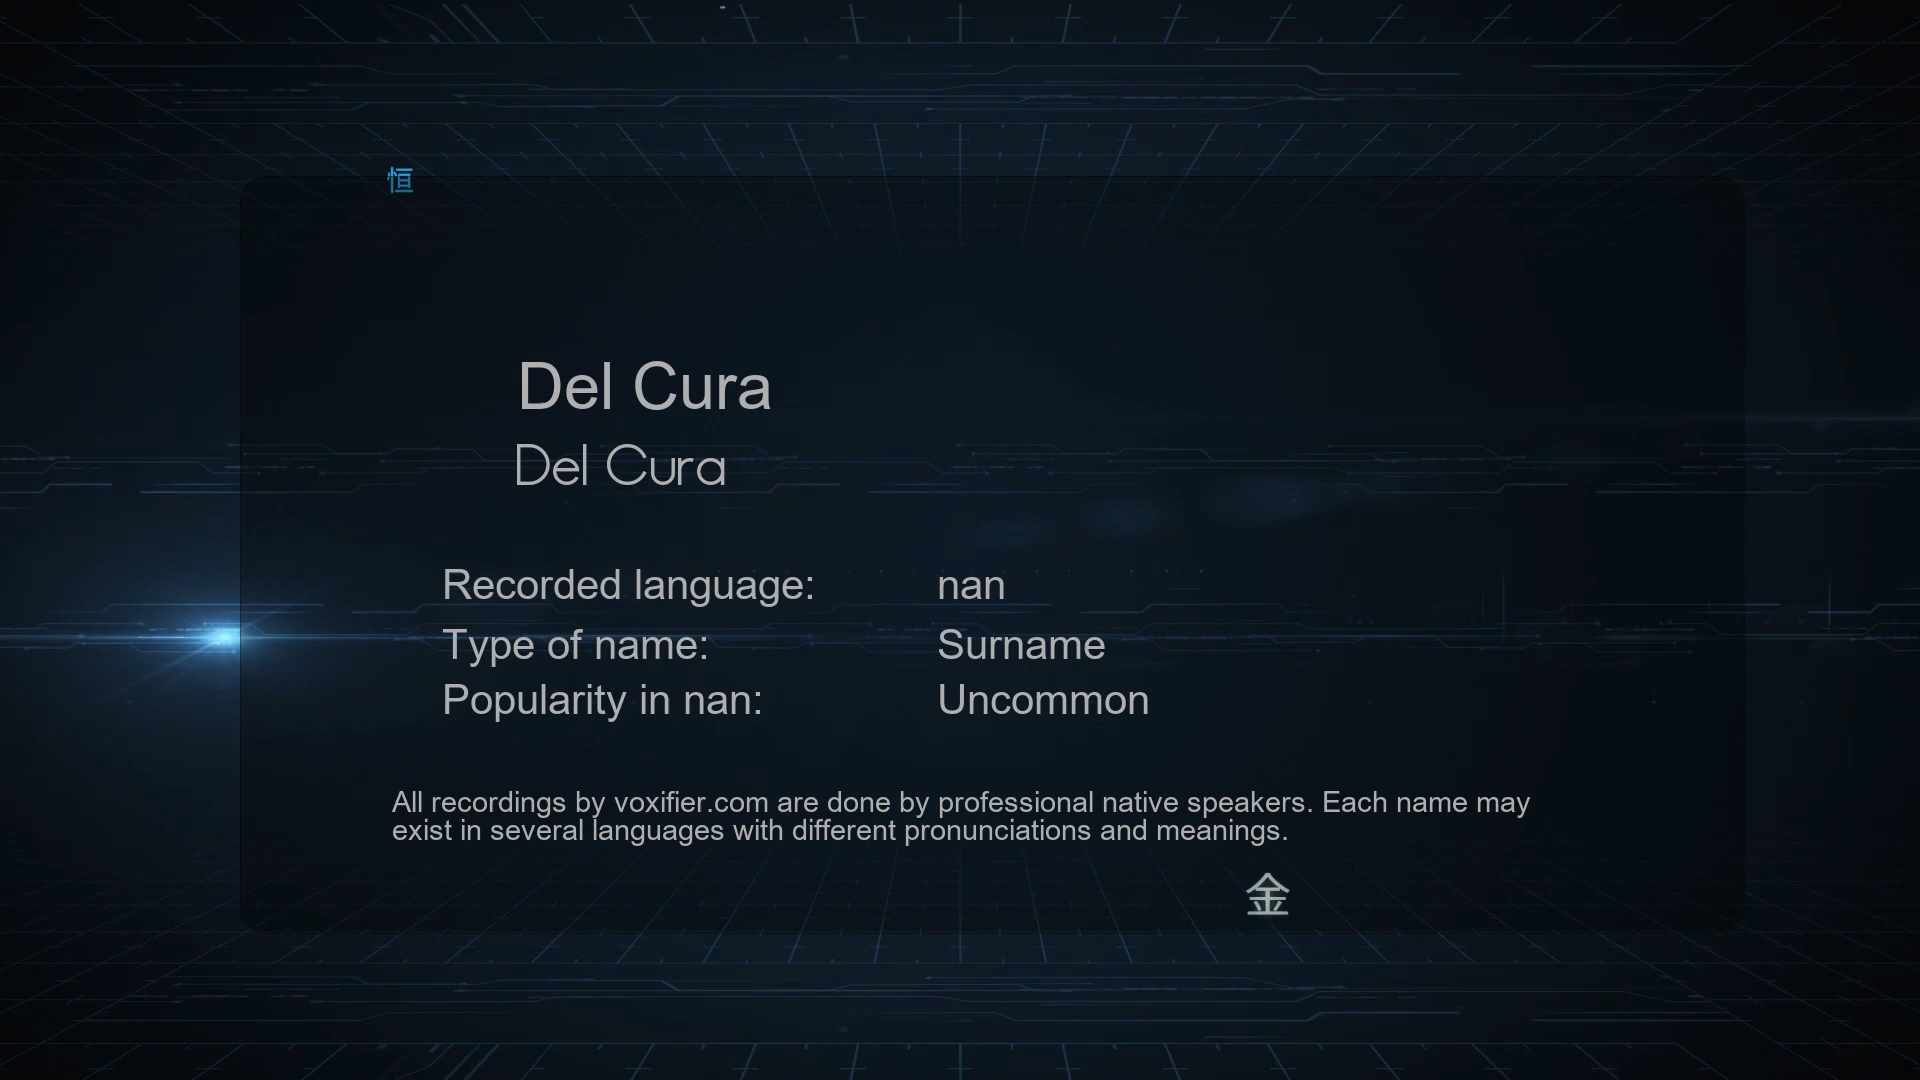 恒
Del Cura
Del Cura
Recorded language: nan
Type of name: Surname
Popularity in nan: Uncommon
All recordings by voxifier.com are done by professional native speakers. Each name may
exist in several languages with different pronunciations and meanings.
金